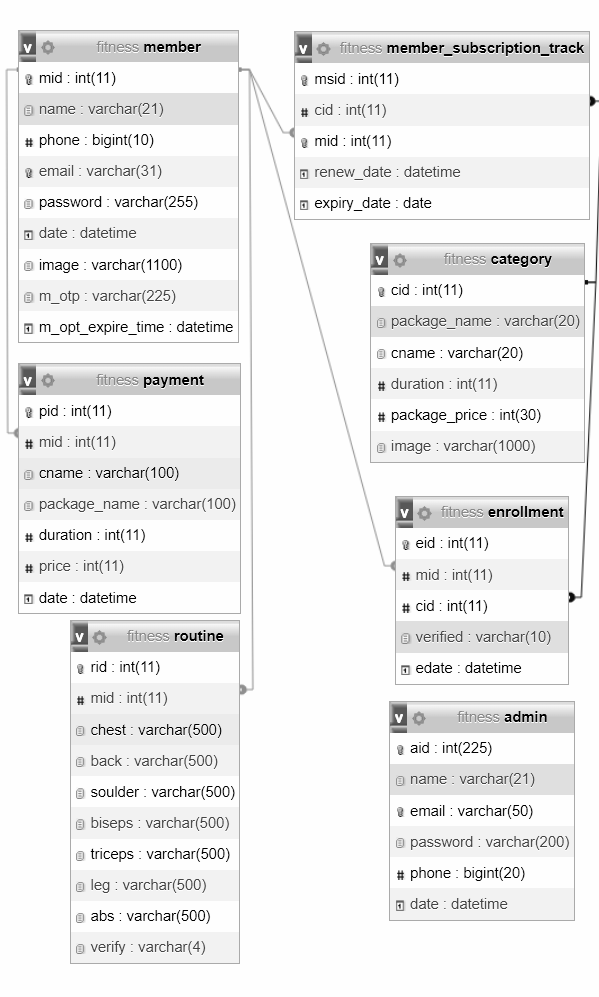 fitness member
mid : int(11)
name : varchar(21)
phone : bigint(10)
email : varchar(31)
password : varchar(255)
date : datetime
image : varchar(1100)
m_otp : varchar(225)
m_opt_expire_time : datetime
fitness payment
pid : int(11)
mid : int(11)
cname : varchar(100)
package_name : varchar(100)
duration : int(11)
price : int(11)
date : datetime
fitness routine
rid : int(11)
mid : int(11)
chest : varchar(500)
back : varchar(500)
soulder : varchar(500)
biseps : varchar(500)
triceps : varchar(500)
leg : varchar(500)
abs : varchar(500)
verify : varchar(4)
fitness member_subscription_track
msid : int(11)
cid : int(11)
mid : int(11)
renew_date : datetime
expiry_date : date
fitness category
cid : int(11)
package_name : varchar(20)
cname : varchar(20)
duration : int(11)
package_price : int(30)
image : varchar(1000)
fitness enrollment
eid : int(11)
mid : int(11)
cid : int(11)
verified : varchar(10)
edate : datetime
fitness admin
aid : int(225)
name : varchar(21)
email : varchar(50)
password : varchar(200)
phone : bigint(20)
date : datetime